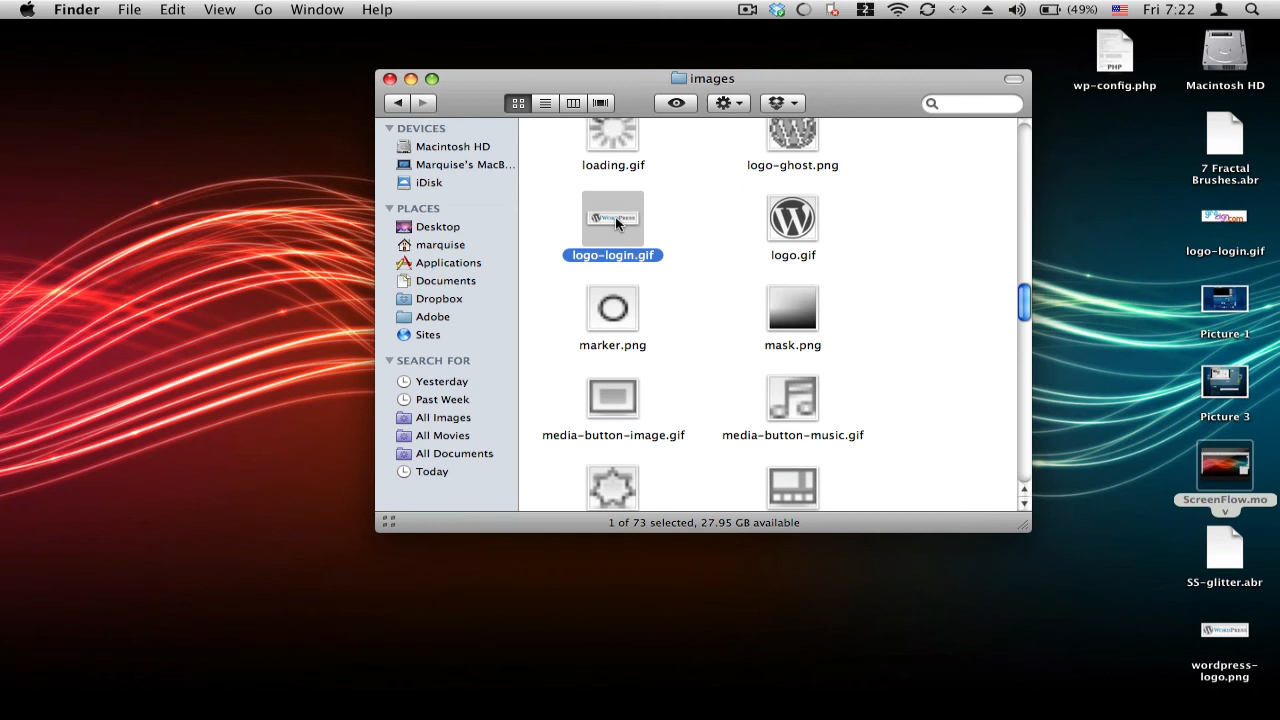 Finder File Edit View Go Window Help
(49%) Fri 7:22
images
DEVICES
Macintosh HD
Marquise's MacB...
iDisk
PLACES
Desktop
marquise
Applications
Documents
Dropbox
Adobe
Sites
SEARCH FOR
Yesterday
Past Week
All Images
All Movies
All Documents
Today
loading.gif
logo-ghost.png
WORDPRESS
logo-login.gif
logo.gif
marker.png
mask.png
media-button-image.gif
media-button-music.gif
1 of 73 selected, 27.95 GB available
PHP
wp-config.php
Macintosh HD
7 Fractal
Brushes.abr
logo-login.gif
Picture 1
Picture 3
ScreenFlow.mo
v
SS-glitter.abr
WORDPRESS
wordpress-
logo.png